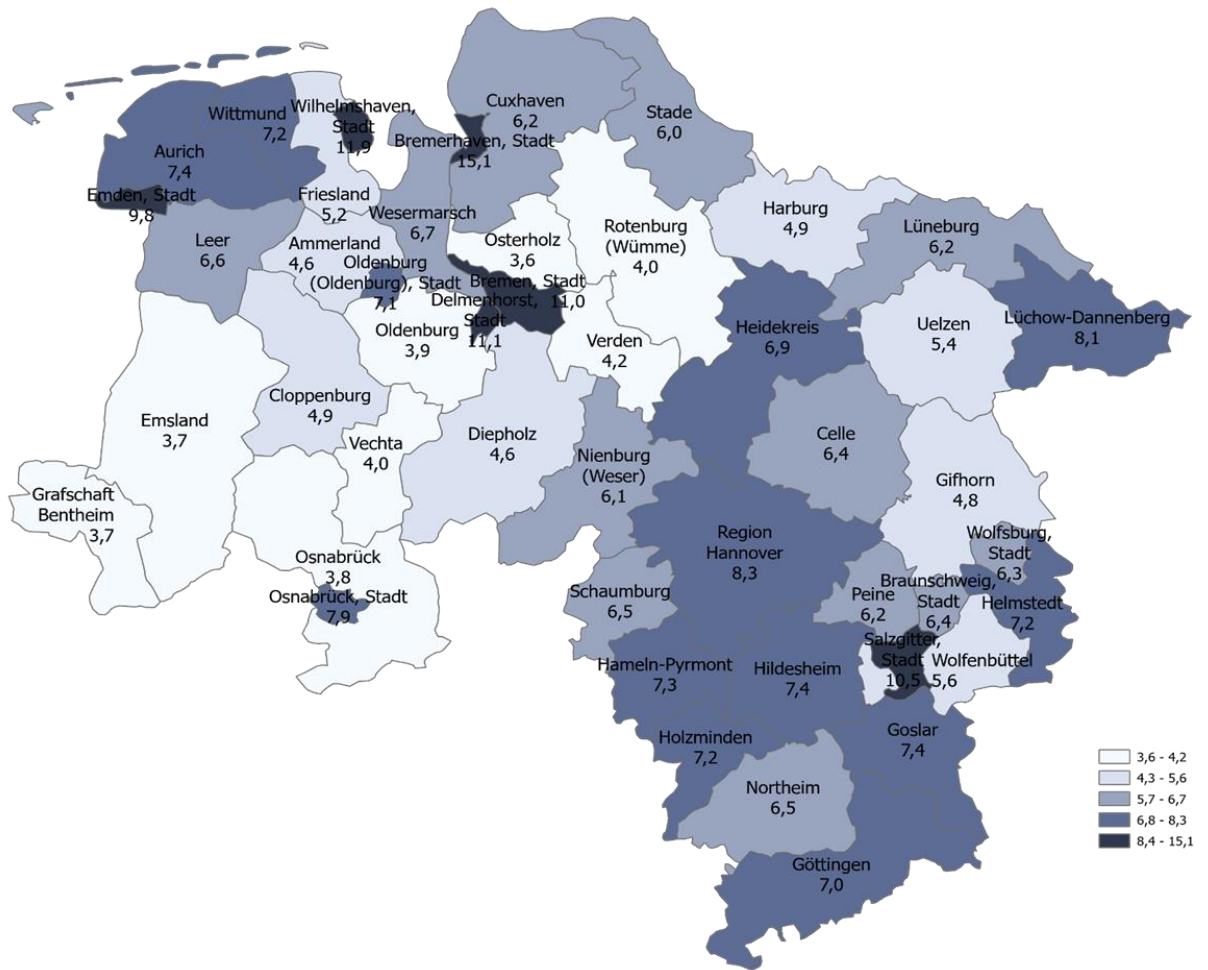 Cuxhaven
6,2
Stade
6,0
Wittmund
7,2
Wilhelmshaven,
Stadt
11,9
Bremerhaven, Stadt
15,1
Aurich
7,4
Emden, Stadt
9,8
Friesland
5,2
Wesermarsch
6,7
Leer
6,6
Ammerland
4,6
Oldenburg
(Oldenburg), Stadt
7,1
Osterholz
3,6
Rotenburg
(Wümme)
4,0
Harburg
4,9
Lüneburg
6,2
Bremen, Stadt
11,0
Delmenhorst,
Stadt
11,1
Oldenburg
3,9
Verden
4,2
Heidekreis
6,9
Uelzen
5,4
Lüchow-Dannenberg
8,1
Emsland
3,7
Cloppenburg
4,9
Vechta
4,0
Diepholz
4,6
Nienburg
(Weser)
6,1
Celle
6,4
Gifhorn
4,8
Grafschaft
Bentheim
3,7
Osnabrück
3,8
Osnabrück, Stadt
7,9
Region
Hannover
8,3
Wolfsburg,
Stadt
6,3
Schaumburg
6,5
Peine
6,2
Braunschweig,
Stadt
6,4
Helmstedt
7,2
Salzgitter,
Stadt
10,5
Wolfenbüttel
5,6
Hameln-Pyrmont
7,3
Hildesheim
7,4
Holzminden
7,2
Goslar
7,4
Northeim
6,5
Göttingen
7,0
3,6 - 4,2
4,3 - 5,6
5,7 - 6,7
6,8 - 8,3
8,4 - 15,1